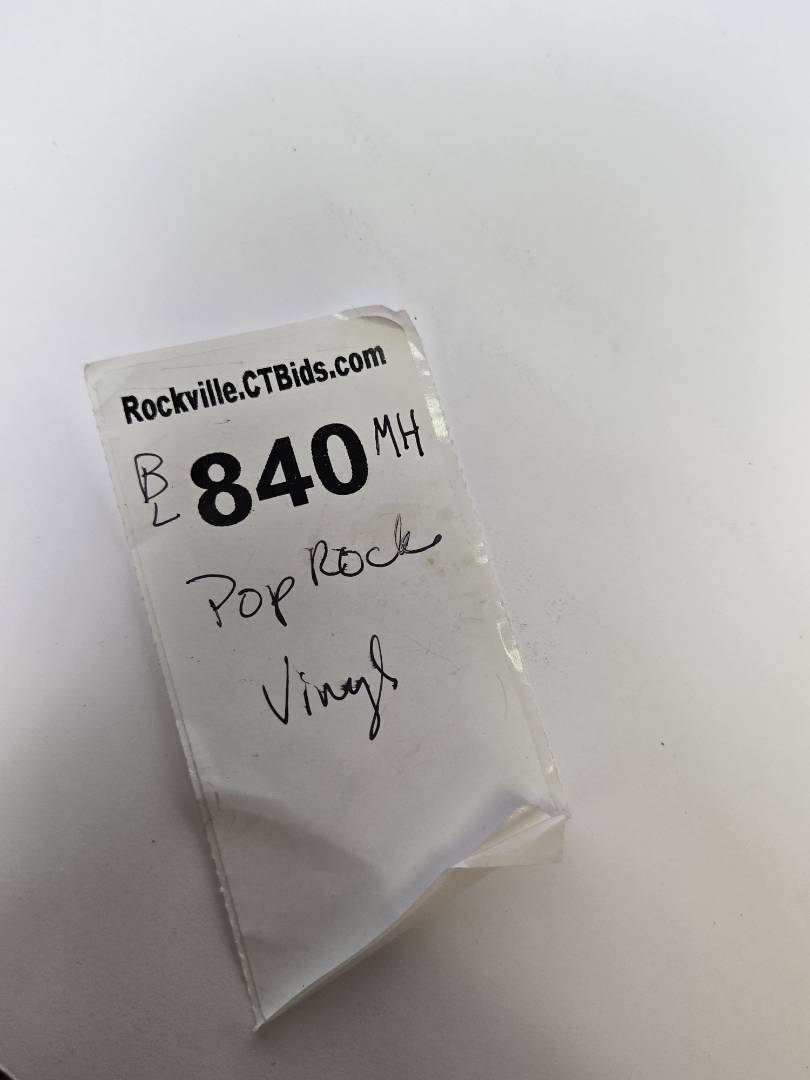 Rockville.CTBids.com
BL 840 MH
Pop Rock
Vinyls